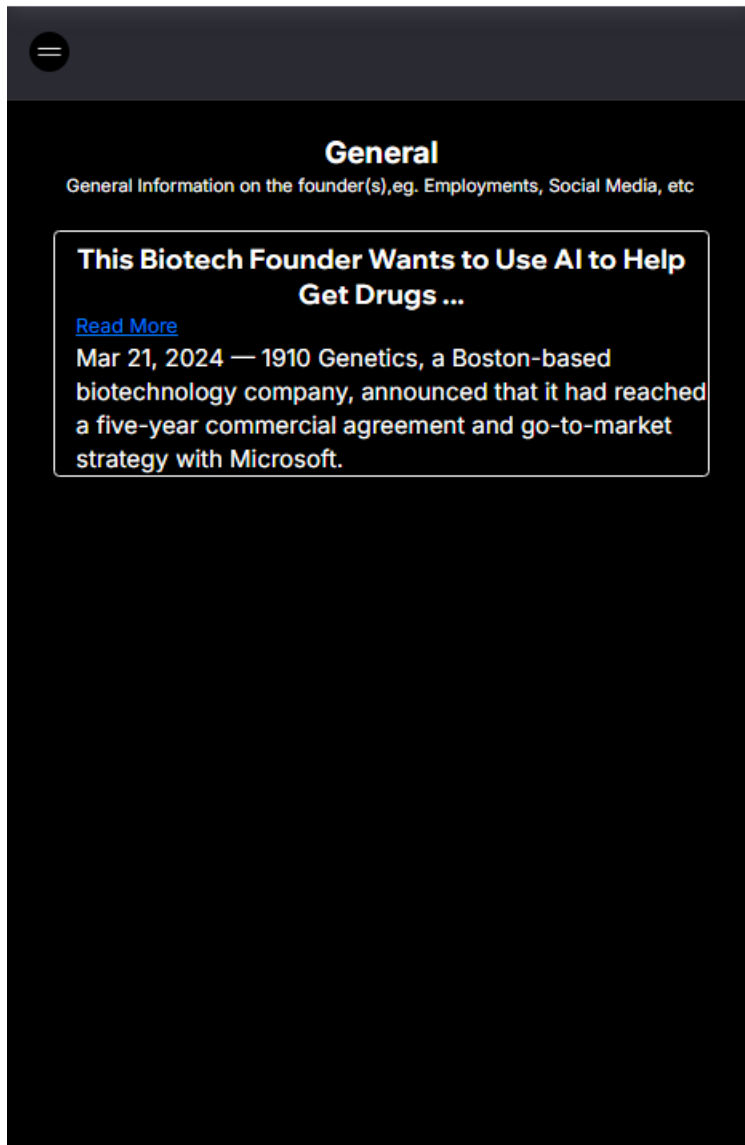 General
General Information on the founder(s),eg. Employments, Social Media, etc
This Biotech Founder Wants to Use AI to Help
Get Drugs ...
Read More
Mar 21, 2024 — 1910 Genetics, a Boston-based
biotechnology company, announced that it had reached
a five-year commercial agreement and go-to-market
strategy with Microsoft.